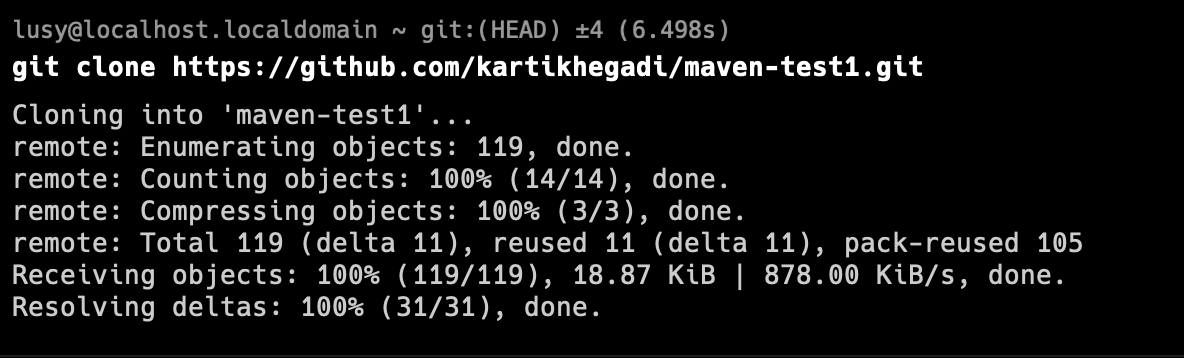 lusy@localhost.localdomain ~ git:(HEAD) ±4 (6.498s)
git clone https://github.com/kartikhegadi/maven-test1.git
Cloning into 'maven-test1'...
remote: Enumerating objects: 119, done.
remote: Counting objects: 100% (14/14), done.
remote: Compressing objects: 100% (3/3), done.
remote: Total 119 (delta 11), reused 11 (delta 11), pack-reused 105
Receiving objects: 100% (119/119), 18.87 KiB | 878.00 KiB/s, done.
Resolving deltas: 100% (31/31), done.